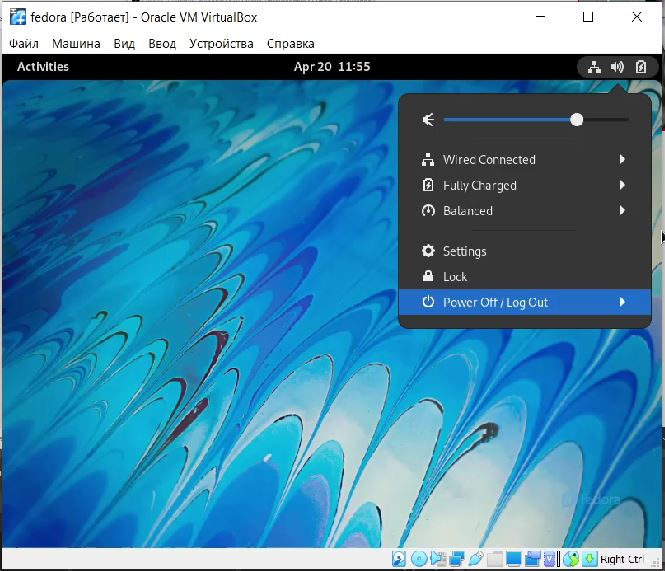 fedora [Работает] - Oracle VM VirtualBox
Файл Машина Вид Ввод Устройства Справка
Activities Apr 20 11:55
Wired Connected
Fully Charged
Balanced
Settings
Lock
Power Off / Log Out
fedora
Right Ctrl